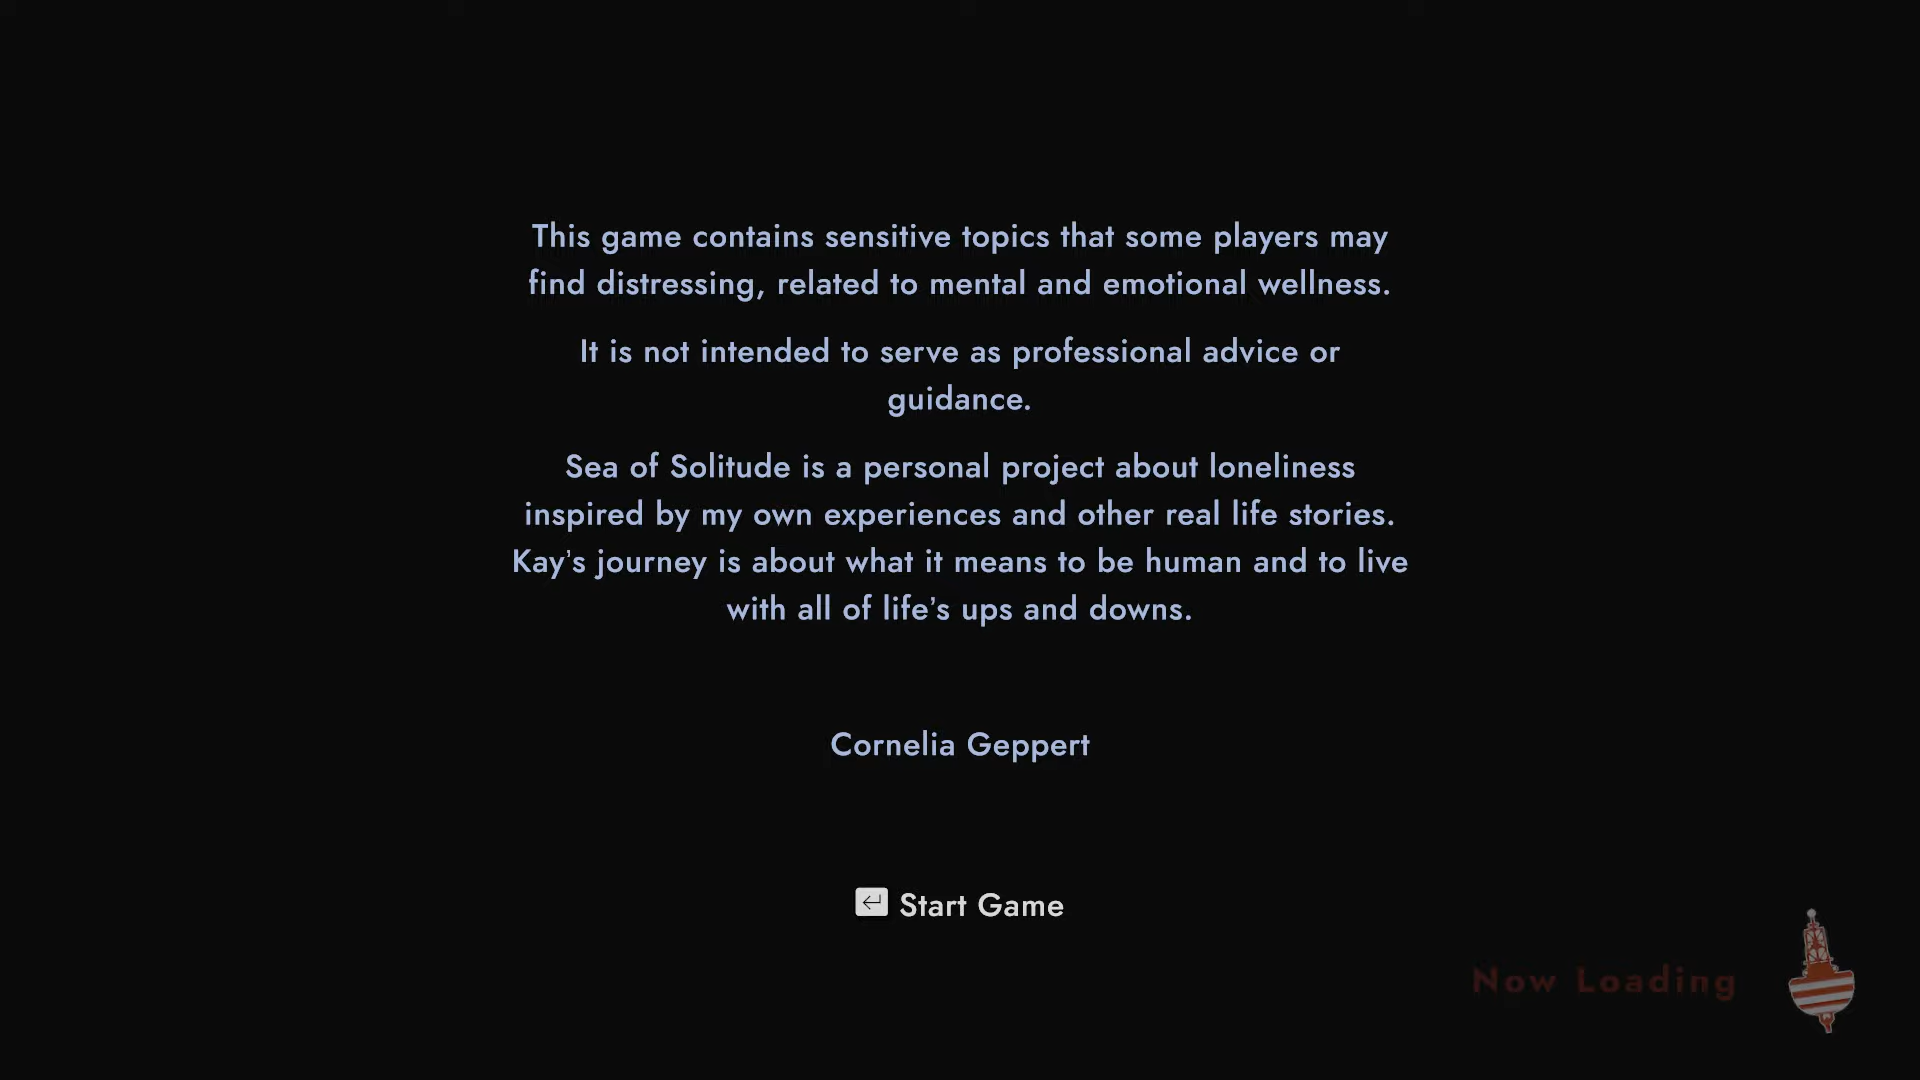 This game contains sensitive topics that some players may
find distressing, related to mental and emotional wellness.
It is not intended to serve as professional advice or
guidance.
Sea of Solitude is a personal project about loneliness
inspired by my own experiences and other real life stories.
Kay’s journey is about what it means to be human and to live
with all of life’s ups and downs.
Cornelia Geppert
Start Game
Now Loading